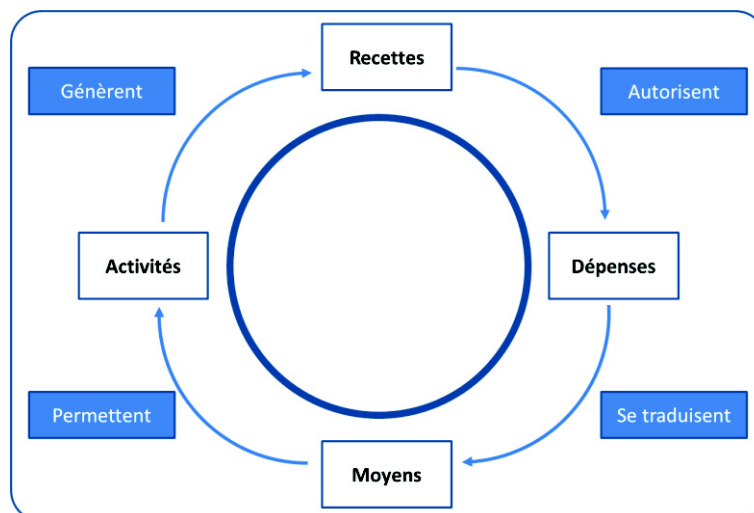 Recettes
Génèrent
Autorisent
Activités
Dépenses
Permettent
Se traduisent
Moyens